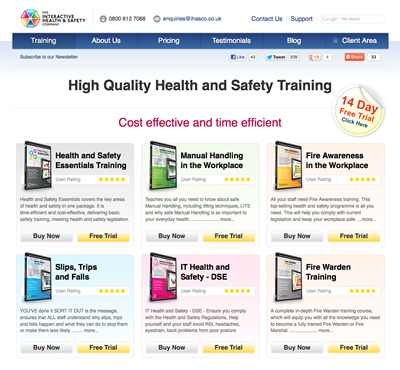 THE
INTERACTIVE
HEALTH & SAFETY
COMPANY
0800 612 7088
enquiries@ihasco.co.uk
Contact Us
Support
Search
Training
About Us
Pricing
Testimonials
Blog
Client Area
Subscribe to our Newsletter
Like 43
Tweet 206
+1 4
Share 33
High Quality Health and Safety Training
14 Day
Free Trial
Click Here
Cost effective and time efficient
Health and Safety
Essentials Training
User Rating
Health and Safety Essentials covers the key areas
of health and safety in one package. It is
time-efficient and cost-effective, delivering basic
safety training, meeting health and safety legislation.
Buy Now
Free Trial
Manual Handling
in the Workplace
User Rating
Teaches you all you need to know about safe
Manual Handling, including lifting techniques, LITE
and why safe Manual Handling is so important to
your everyday health ................... more...
Buy Now
Free Trial
Fire Awareness
in the Workplace
User Rating
All your staff need Fire Awareness training. This
top-selling health and safety programme is all you
need. This will help you comply with current
legislation and keep your workplace safe. ...more...
Buy Now
Free Trial
Slips, Trips
and Falls
User Rating
YOU'VE done it SORT IT OUT is the message,
ensures that ALL staff understand why slips, trips
and falls happen and what they can do to stop them
or make them less likely. ........ more...
Buy Now
Free Trial
IT Health and
Safety - DSE
User Rating
IT Health and Safety - DSE - Ensure you comply
with the Health and Safety Regulations. Help
yourself and your staff avoid RSI, headaches,
eyestrain, back problems from poor posture
Buy Now
Free Trial
Fire Warden
Training
User Rating
A complete in-depth Fire Warden training course,
which will equip you with all the knowledge you need
to become a fully trained Fire Warden or Fire
Marshal. .................. more...
Buy Now
Free Trial